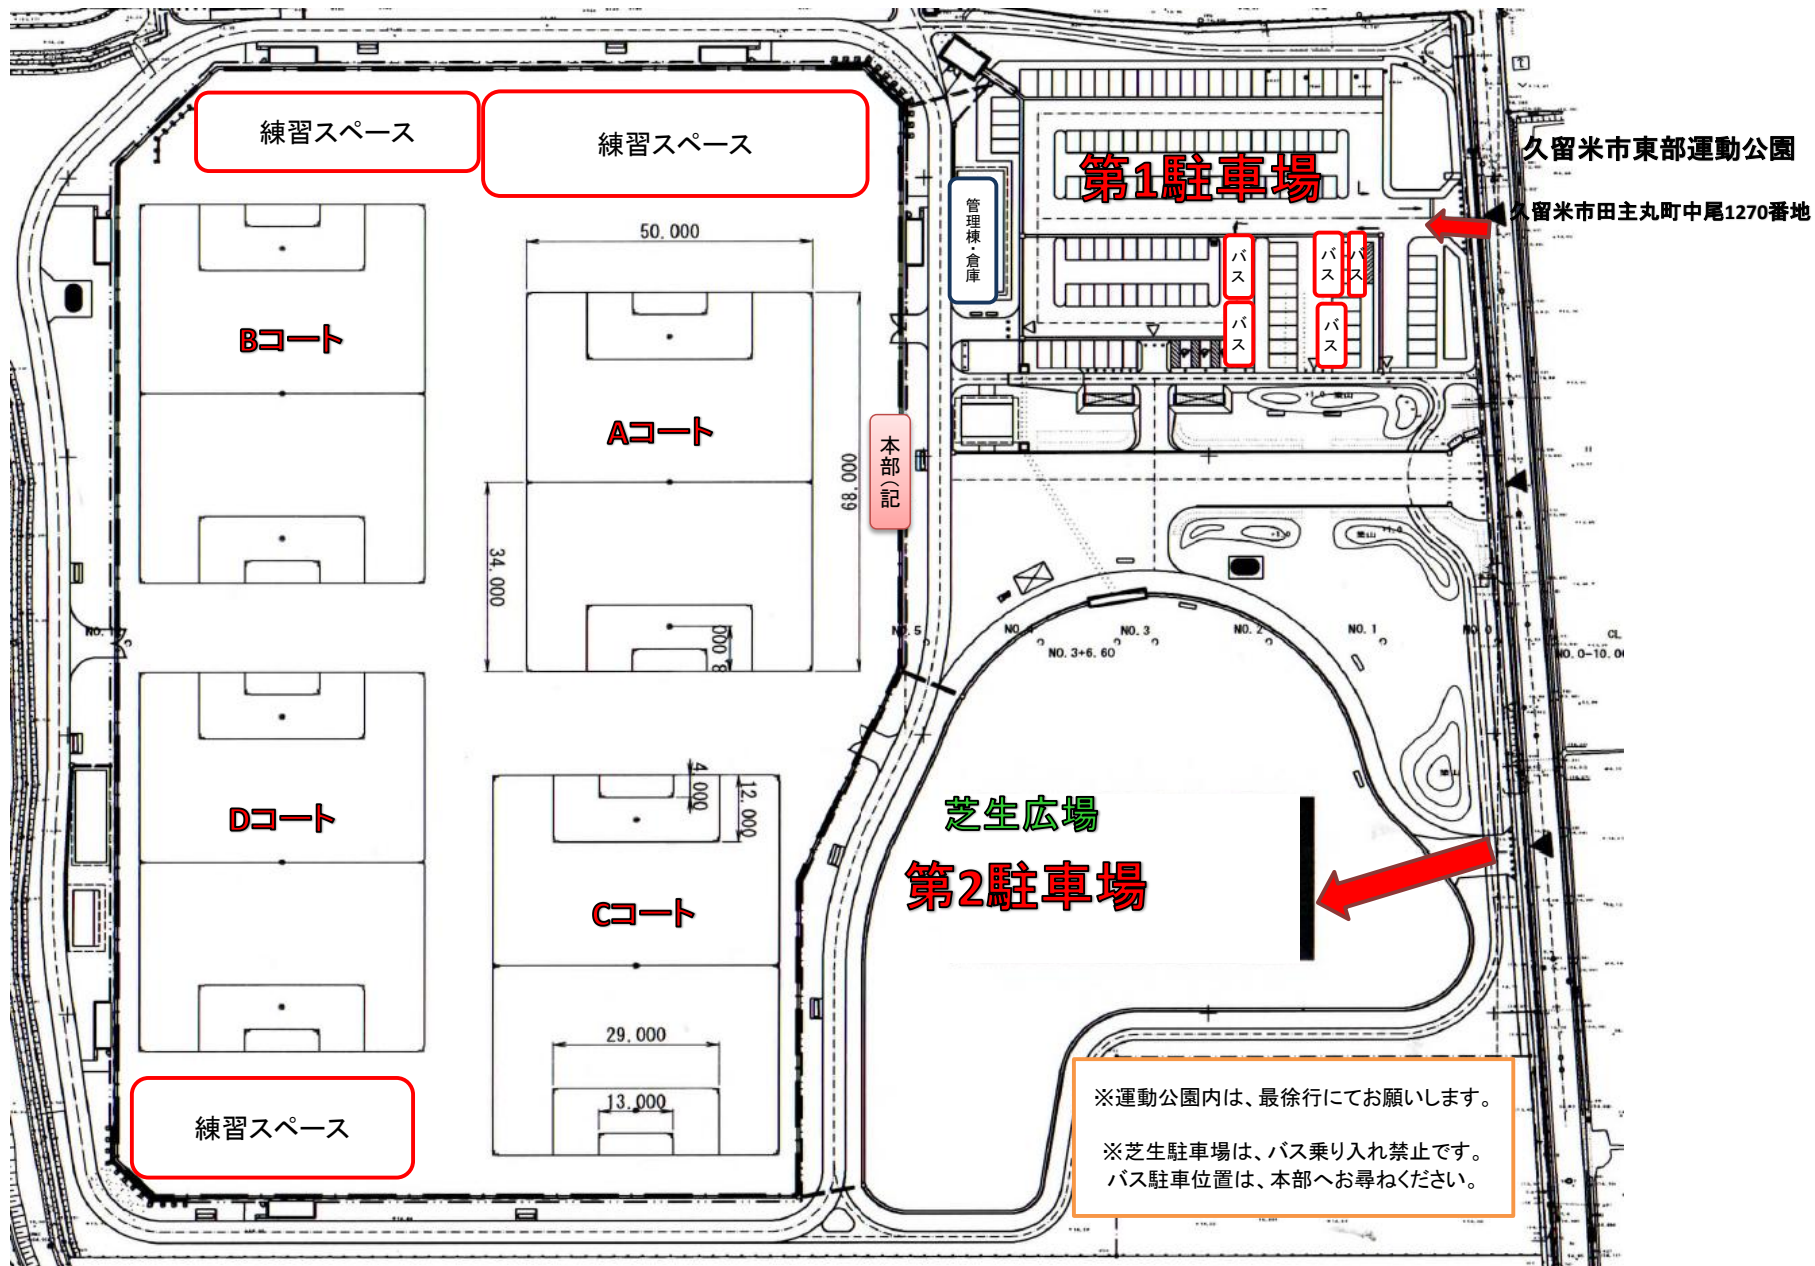 練習スペース
練習スペース
第1駐車場
久留米市東部運動公園
久留米市田主丸町中尾1270番地
管理棟・倉庫
バス
バス
バス
バス
バス
50.000
Bコート
Aコート
本部(記
68.000
34.000
8.000
NO.5
NO.3
NO.2
NO.1
NO.3+6.60
CL
Dコート
4.000
12.000
Cコート
芝生広場
第2駐車場
29.000
13.000
練習スペース
※運動公園内は、最徐行にてお願いします。
※芝生駐車場は、バス乗り入れ禁止です。
バス駐車位置は、本部へお尋ねください。